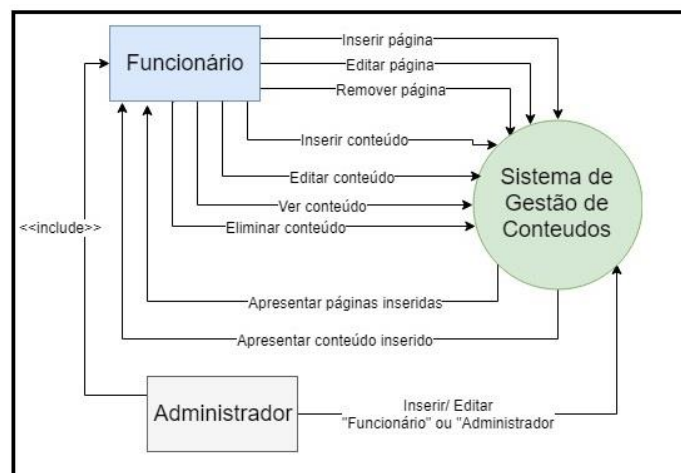 Funcionário
Inserir página
Editar página
Remover página
Inserir conteúdo
Editar conteúdo
Ver conteúdo
Eliminar conteúdo
Sistema de
Gestão de
Conteudos
<<include>>
Apresentar páginas inseridas
Apresentar conteúdo inserido
Administrador
Inserir/ Editar
"Funcionário" ou "Administrador